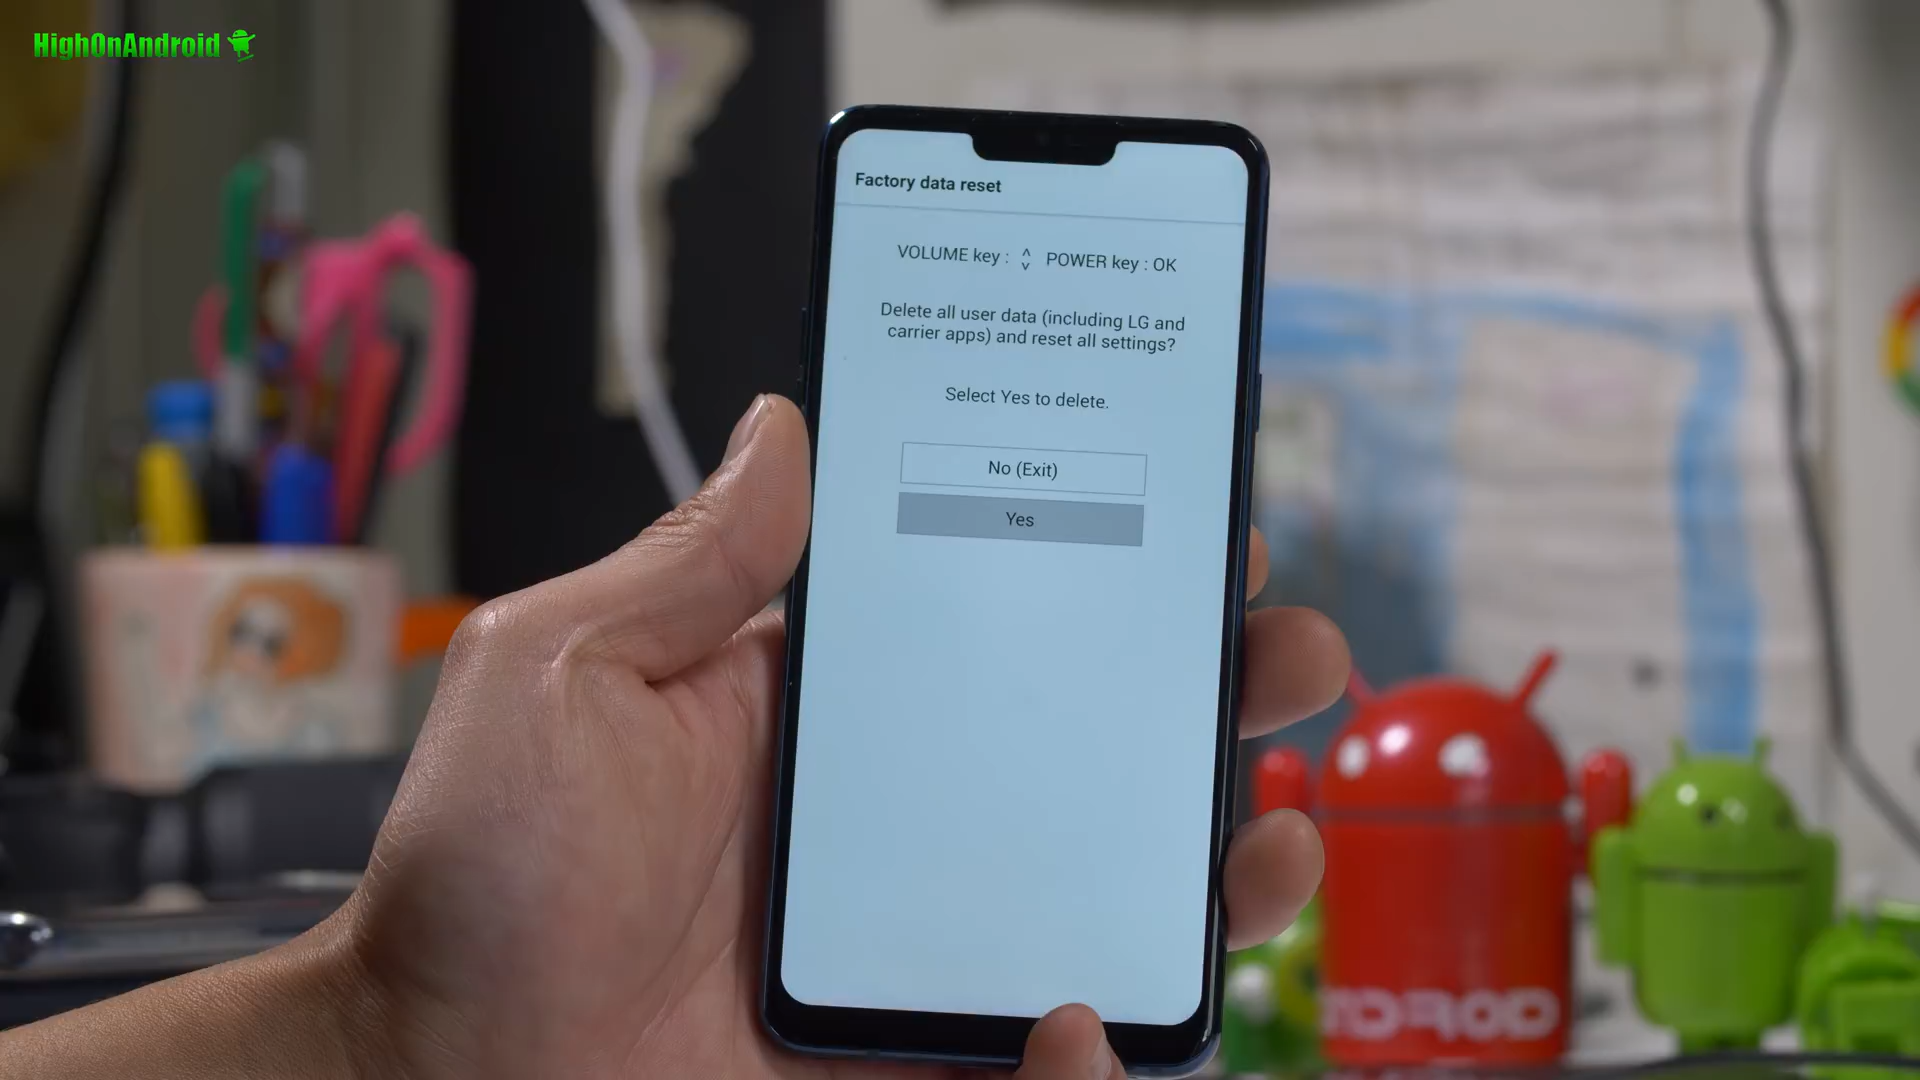 HighOnAndroid
Factory data reset
VOLUME key : POWER key : OK
Delete all user data (including LG and
carrier apps) and reset all settings?
Select Yes to delete.
No (Exit)
Yes